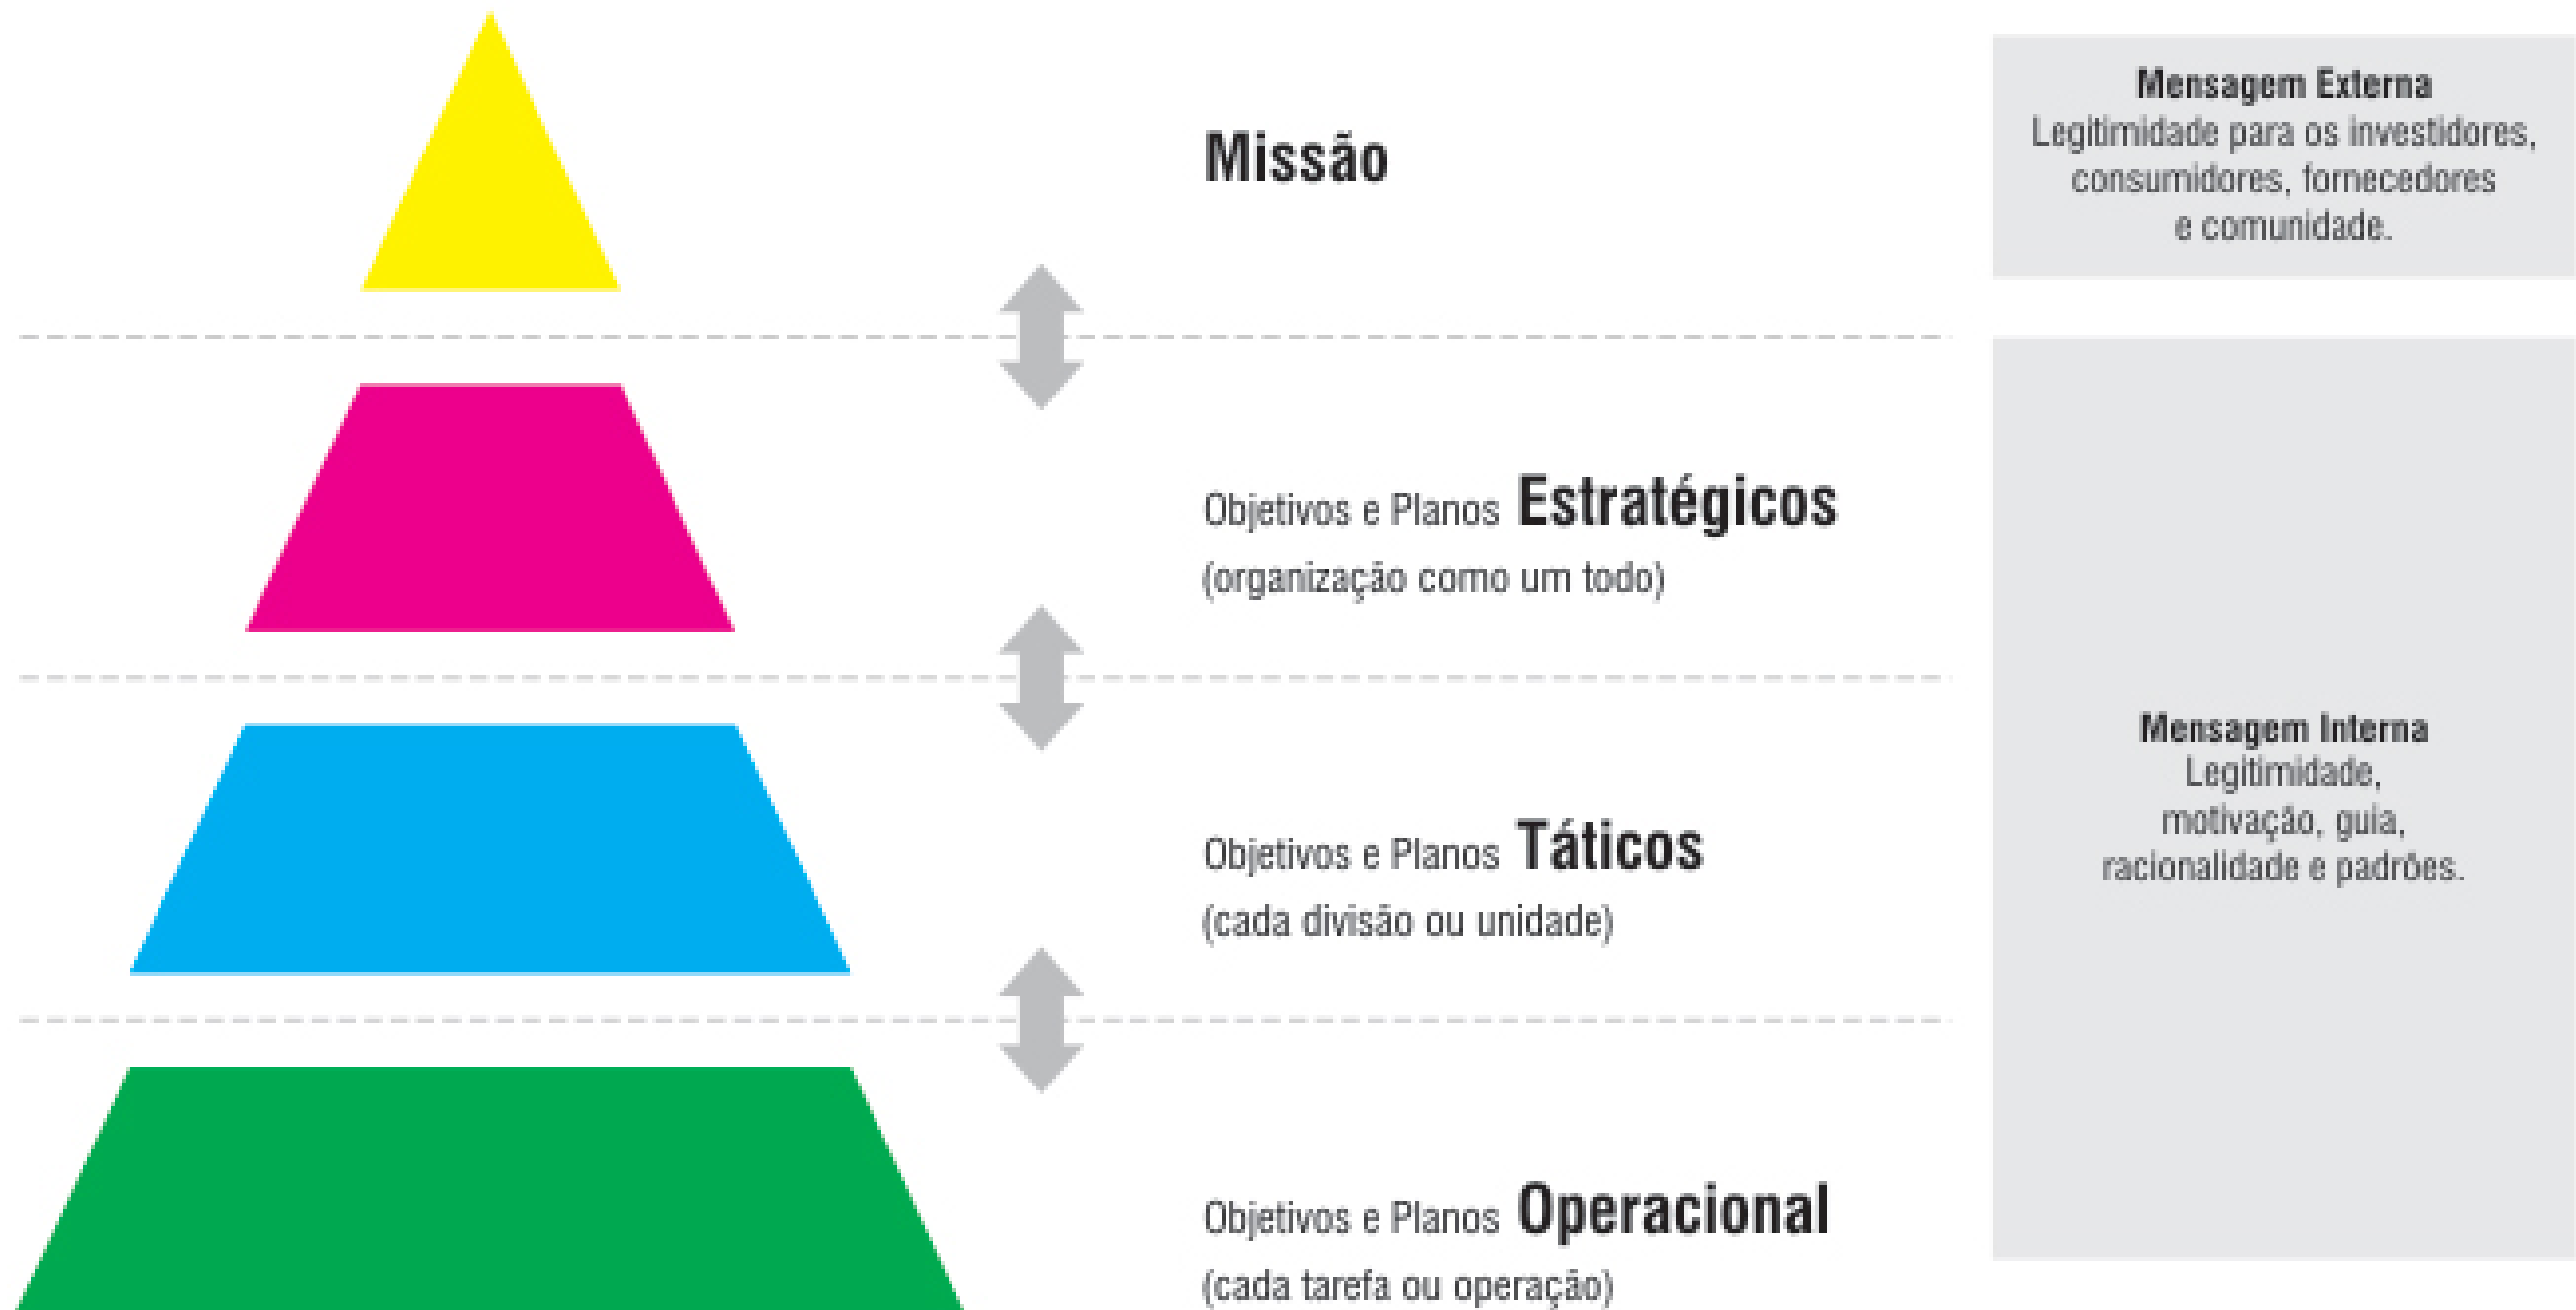 Missão
Objetivos e Planos Estratégicos
(organização como um todo)
Objetivos e Planos Táticos
(cada divisão ou unidade)
Objetivos e Planos Operacional
(cada tarefa ou operação)
Mensagem Externa
Legitimidade para os investidores,
consumidores, fornecedores
e comunidade.
Mensagem Interna
Legitimidade,
motivação, guia,
racionalidade e padrões.